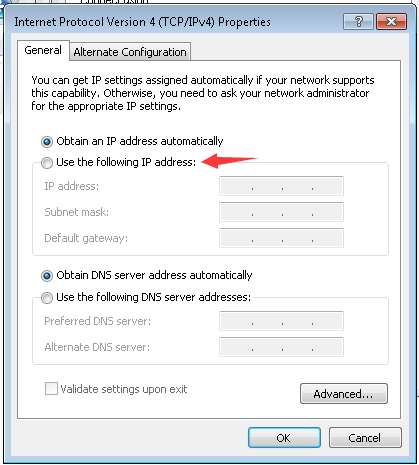 Internet Protocol Version 4 (TCP/IPv4) Properties
General
Alternate Configuration
You can get IP settings assigned automatically if your network supports
this capability. Otherwise, you need to ask your network administrator
for the appropriate IP settings.
Obtain an IP address automatically
Use the following IP address:
IP address:
Subnet mask:
Default gateway:
Obtain DNS server address automatically
Use the following DNS server addresses:
Preferred DNS server:
Alternate DNS server:
Validate settings upon exit
Advanced...
OK
Cancel